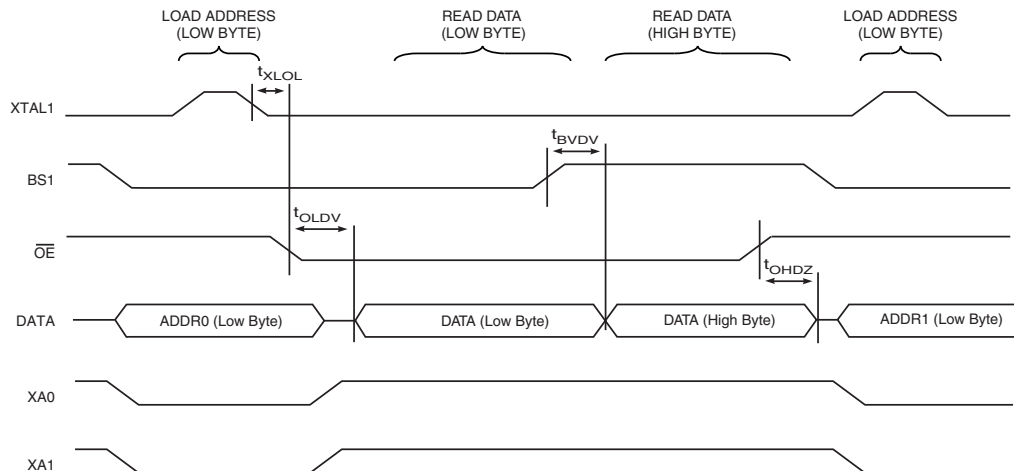 LOAD ADDRESS
(LOW BYTE)
READ DATA
(LOW BYTE)
READ DATA
(HIGH BYTE)
LOAD ADDRESS
(LOW BYTE)
tXLOL
XTAL1
tBVDV
BS1
tOLDV
OE
tOHDZ
DATA
ADDR0 (Low Byte)
DATA (Low Byte)
DATA (High Byte)
ADDR1 (Low Byte)
XA0
XA1